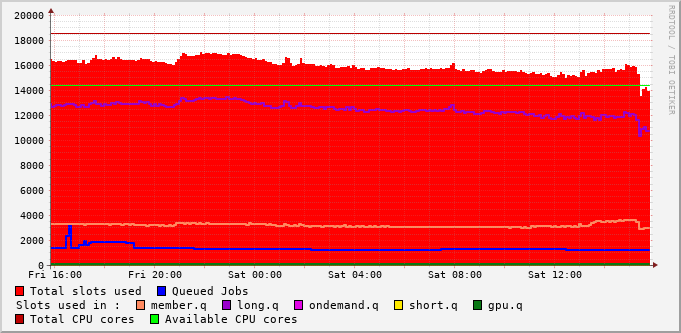 20000
18000
16000
14000
12000
10000
8000
6000
4000
2000
0
Fri 16:00 Fri 20:00 Sat 00:00 Sat 04:00 Sat 08:00 Sat 12:00
Total slots used Queued Jobs
Slots used in : member.q long.q ondemand.q short.q gpu.q
Total CPU cores Available CPU cores
RRDTOOL / TOBI OETIKER